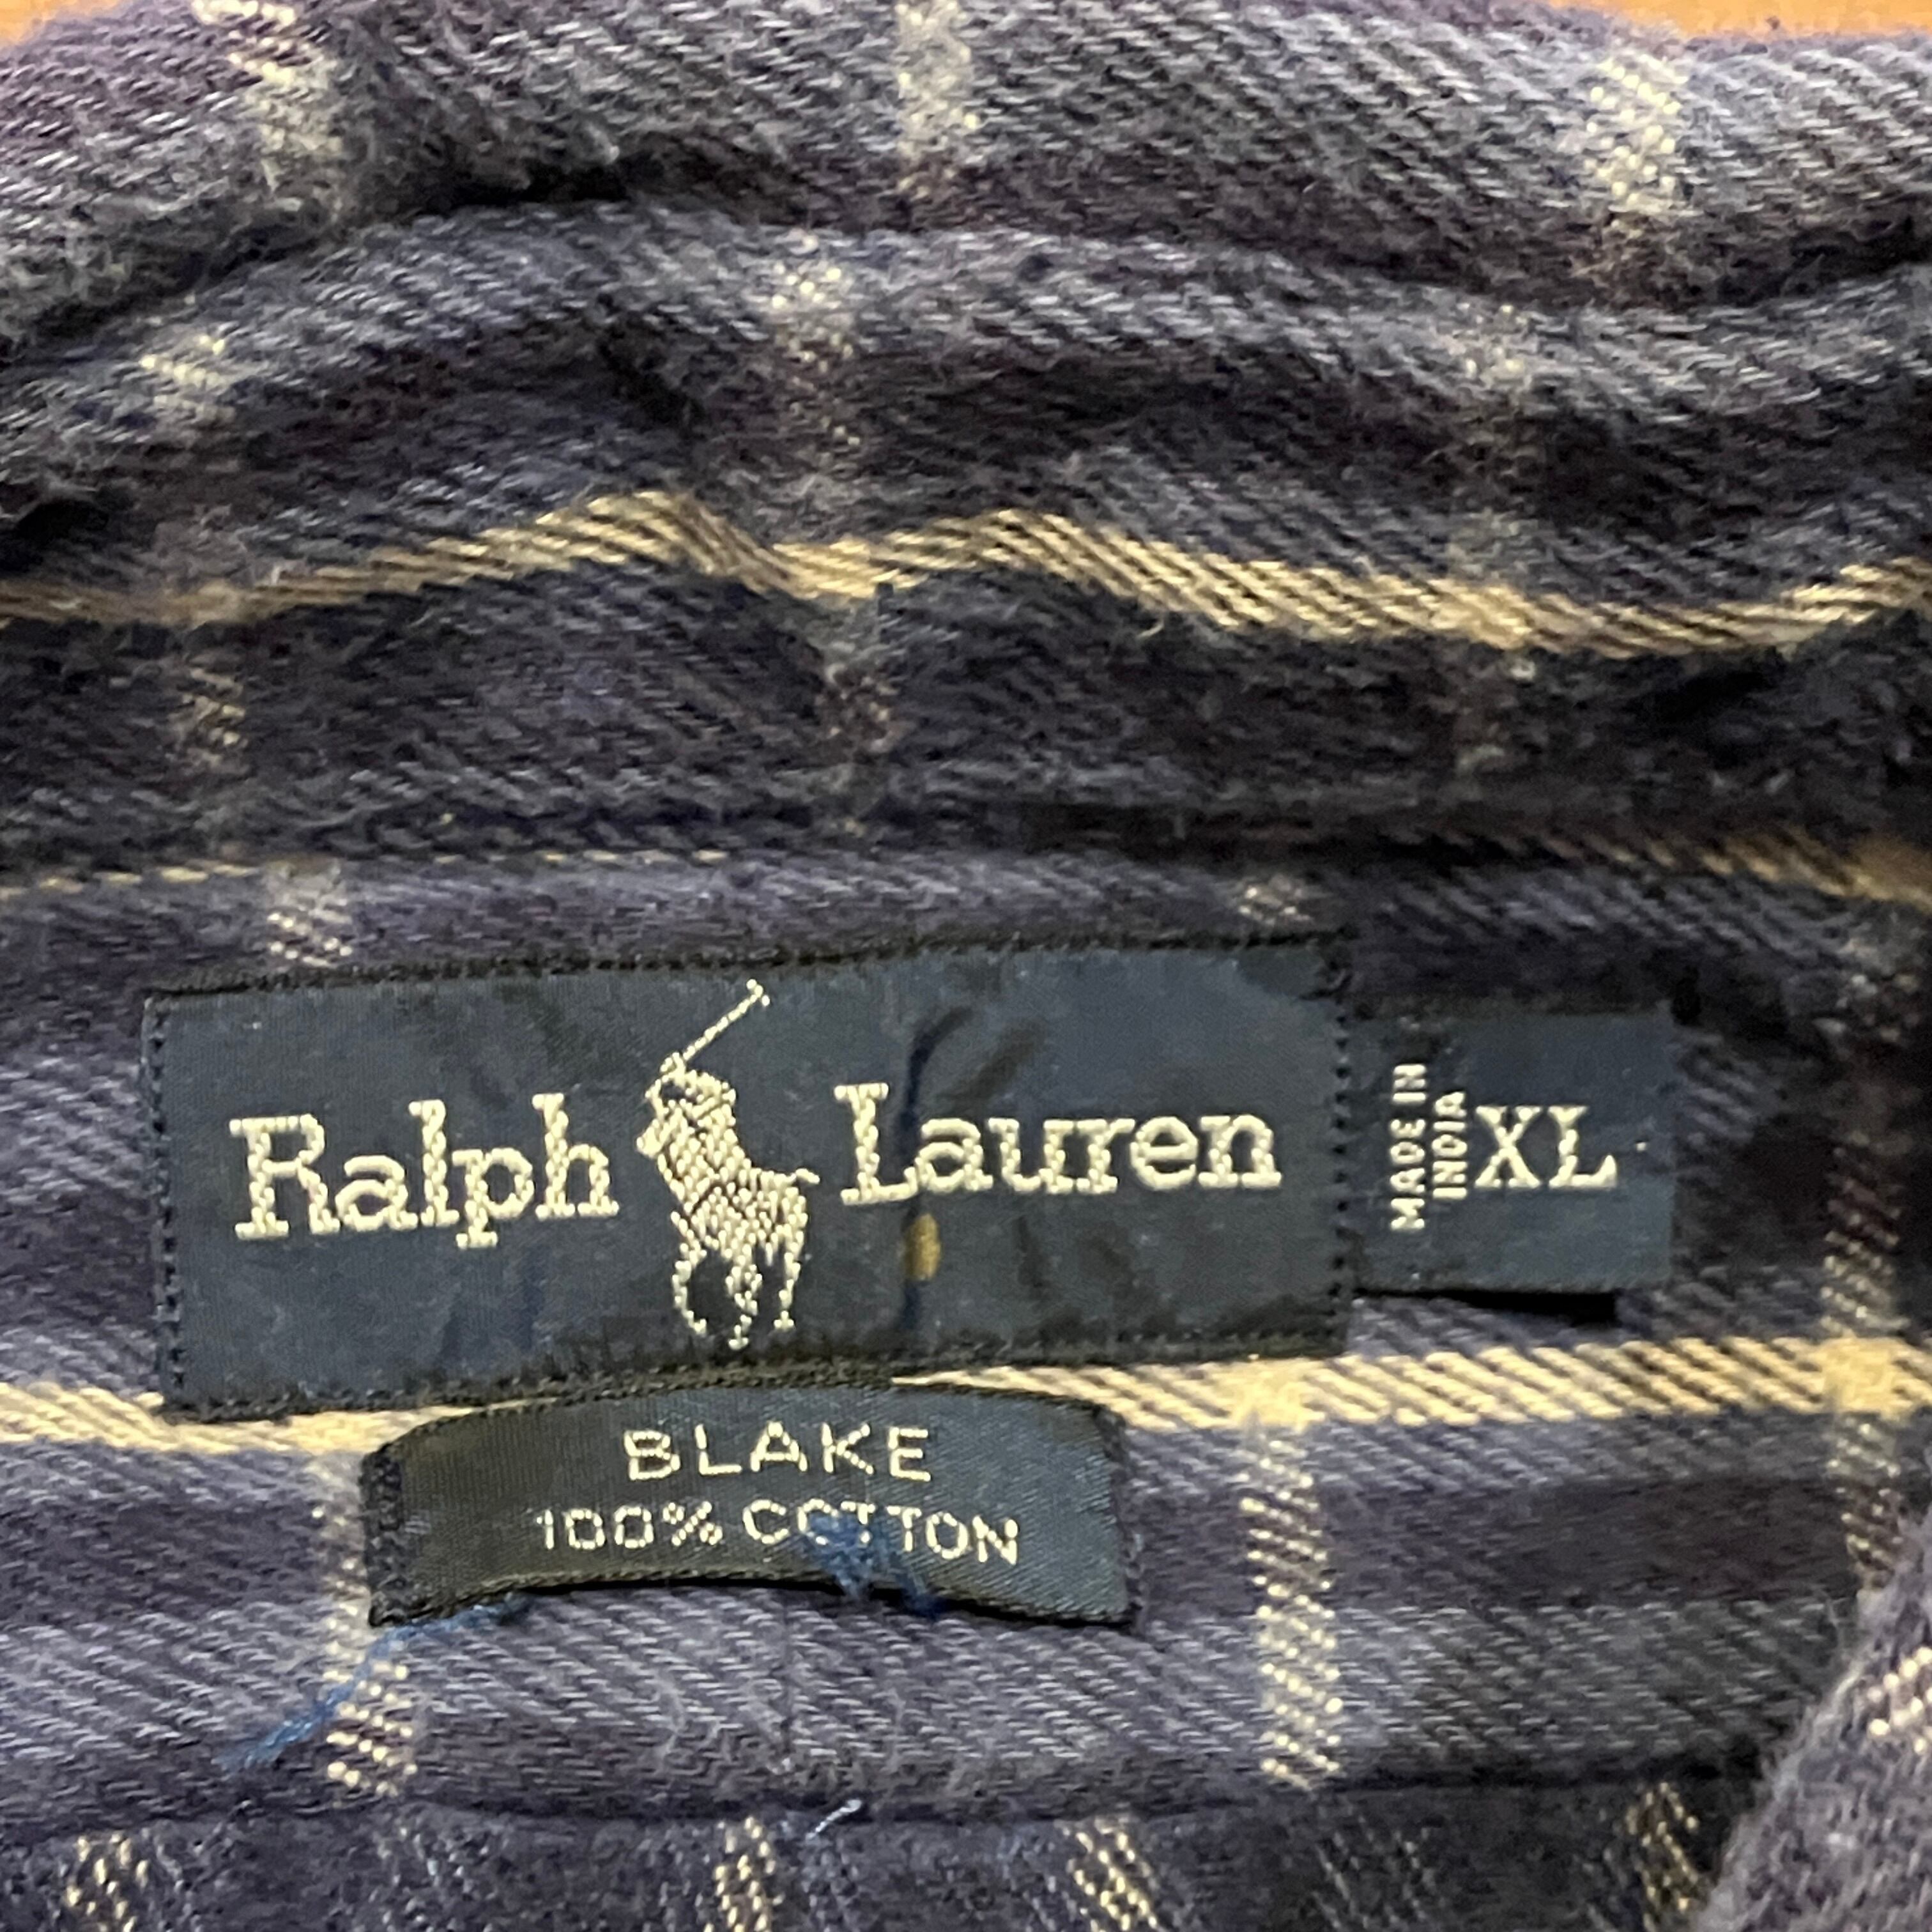 Ralph Lauren
MADE IN
INDIA
XL
BLAKE
100% COTTON